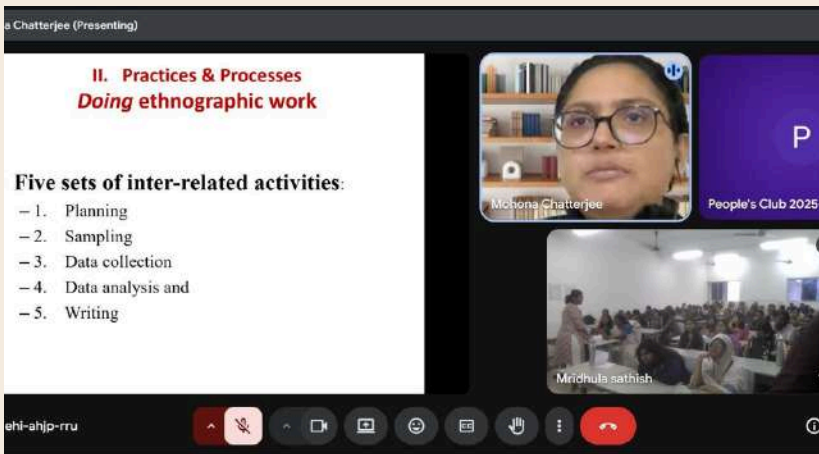 a Chatterjee (Presenting)
II. Practices & Processes
Doing ethnographic work
Five sets of inter-related activities:
– 1. Planning
– 2. Sampling
– 3. Data collection
– 4. Data analysis and
– 5. Writing
Mohona Chatterjee
P
People's Club 2025
Mridhula sathish
ehi-ahjp-rru
CC